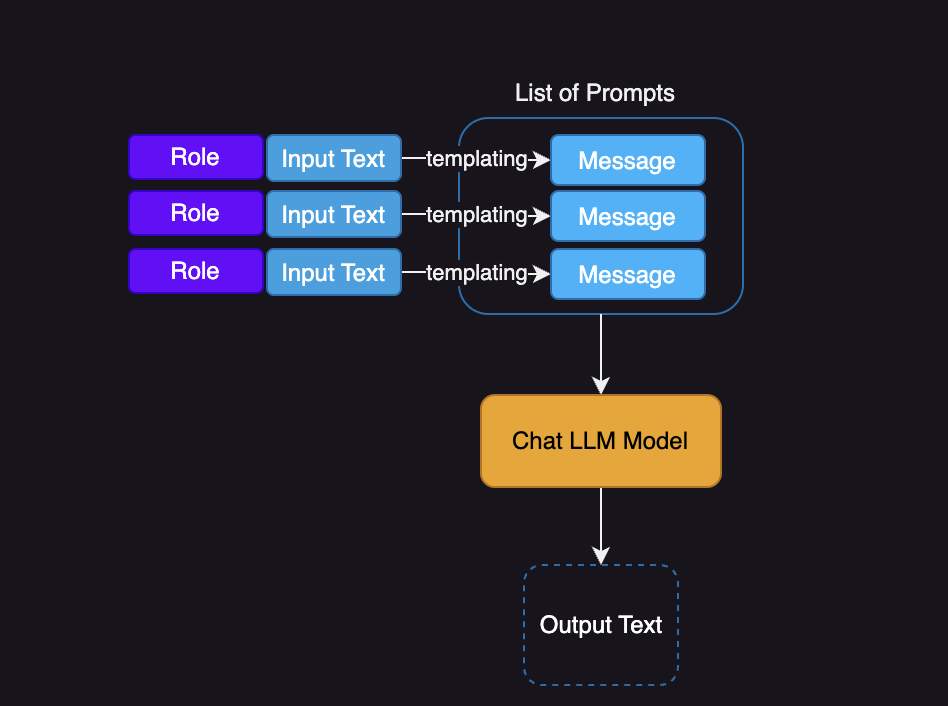 List of Prompts
Role Input Text templating Message
Role Input Text templating Message
Role Input Text templating Message
Chat LLM Model
Output Text